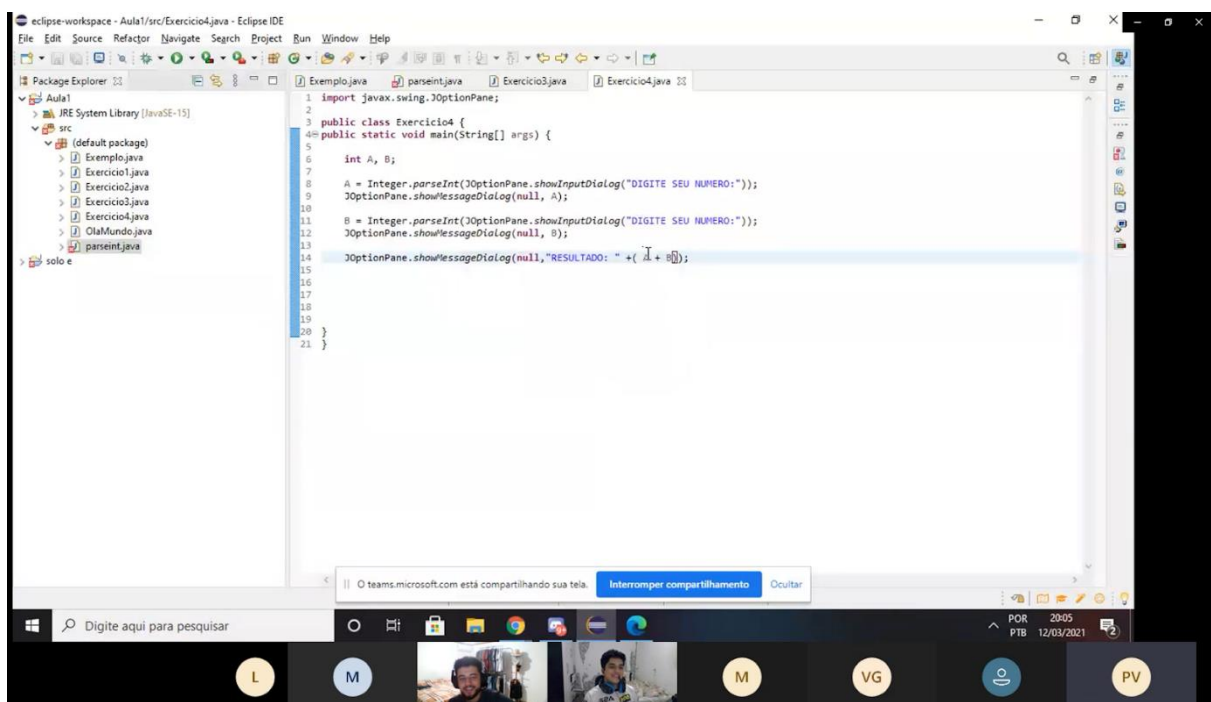 eclipse-workspace - Aula1/src/Exercicio4.java - Eclipse IDE
File Edit Source Refactor Navigate Search Project Run Window Help
Package Explorer
Exemplo.java parseint.java Exercicio3.java Exercicio4.java
Aula1
JRE System Library [JavaSE-15]
src
(default package)
Exemplo.java
Exercicio1.java
Exercicio2.java
Exercicio3.java
Exercicio4.java
OlaMundo.java
parseint.java
solo e
1 import javax.swing.JOptionPane;
2
3 public class Exercicio4 {
4 public static void main(String[] args) {
5
6 int A, B;
7
8 A = Integer.parseInt(JOptionPane.showInputDialog("DIGITE SEU NUMERO:"));
9 JOptionPane.showMessageDialog(null, A);
10
11 B = Integer.parseInt(JOptionPane.showInputDialog("DIGITE SEU NUMERO:"));
12 JOptionPane.showMessageDialog(null, B);
13
14 JOptionPane.showMessageDialog(null,"RESULTADO: " +( A + B));
15
16
17
18
19
20 }
21 }
O teams.microsoft.com está compartilhando sua tela. Interromper compartilhamento Ocultar
Digite aqui para pesquisar
POR 20:05
PTB 12/03/2021
2
L M M VG PV